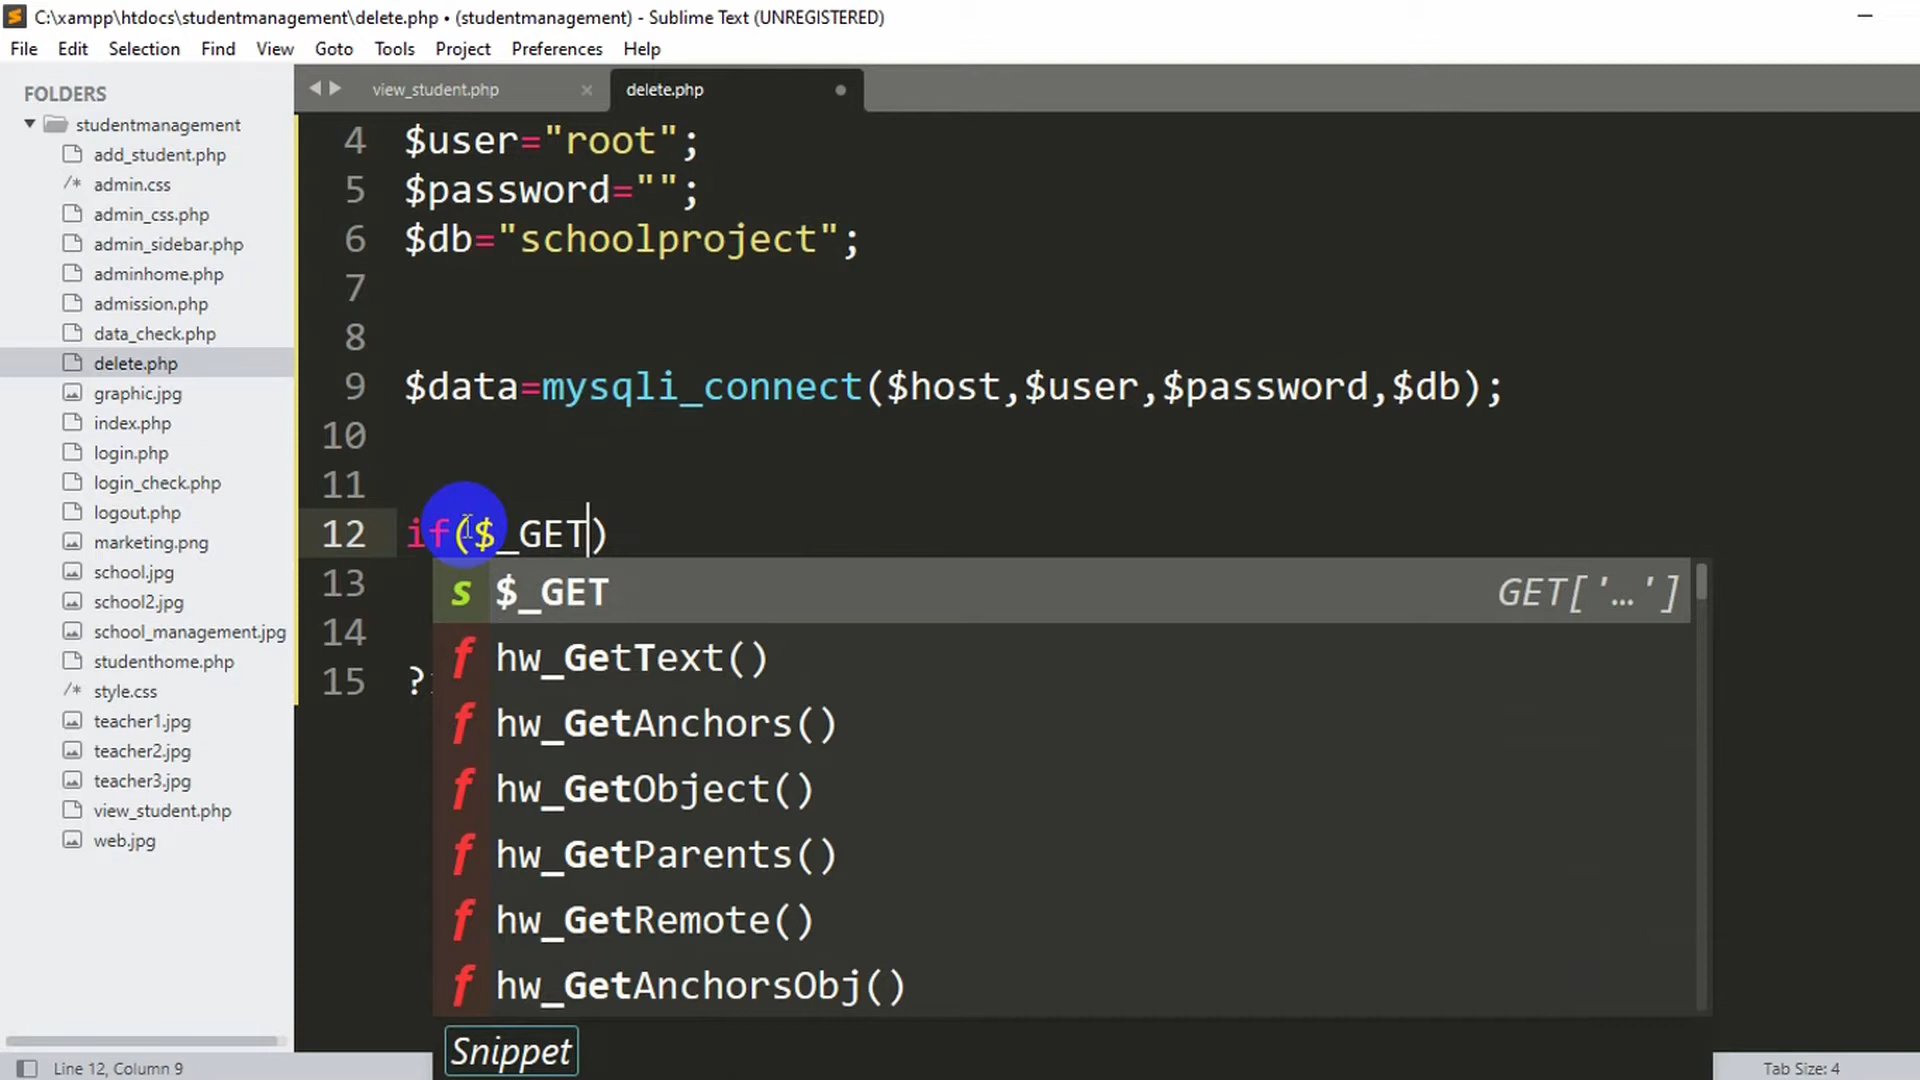 C:\xampp\htdocs\studentmanagement\delete.php • (studentmanagement) - Sublime Text (UNREGISTERED)
File Edit Selection Find View Goto Tools Project Preferences Help
FOLDERS
studentmanagement
add_student.php
/* admin.css
admin_css.php
admin_sidebar.php
adminhome.php
admission.php
data_check.php
delete.php
graphic.jpg
index.php
login.php
login_check.php
logout.php
marketing.png
school.jpg
school2.jpg
school_management.jpg
studenthome.php
/* style.css
teacher1.jpg
teacher2.jpg
teacher3.jpg
view_student.php
web.jpg
view_student.php × delete.php
4 $user="root";
5 $password="";
6 $db="schoolproject";
7
8
9 $data=mysqli_connect($host,$user,$password,$db);
10
11
12 if($_GET)
13
14
15 ?
s $_GET GET['…']
f hw_GetText()
f hw_GetAnchors()
f hw_GetObject()
f hw_GetParents()
f hw_GetRemote()
f hw_GetAnchorsObj()
Snippet
Line 12, Column 9 Tab Size: 4